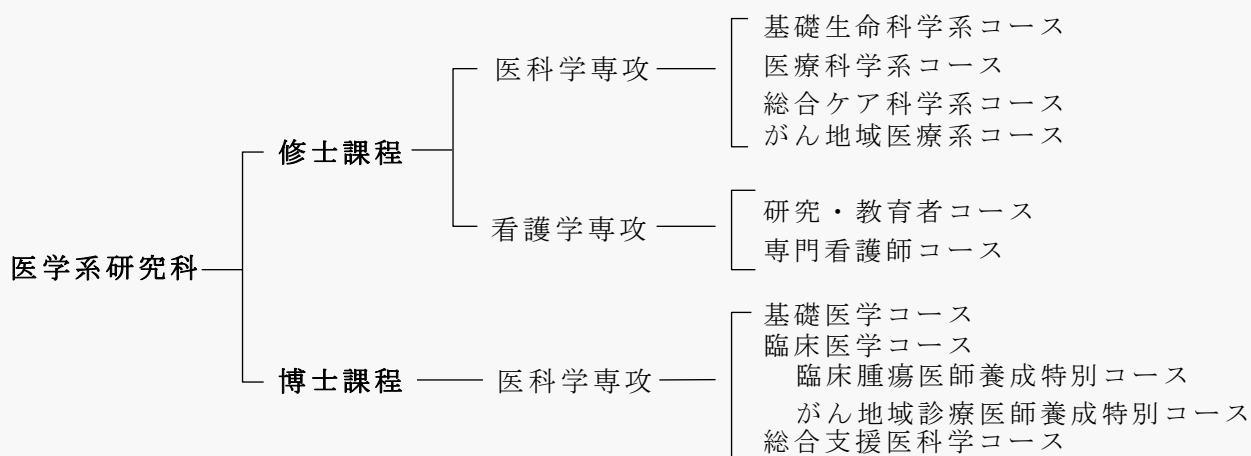 医学系研究科
修士課程
医科学専攻
基礎生命科学系コース
医療科学系コース
総合ケア科学系コース
がん地域医療系コース
看護学専攻
研究・教育者コース
専門看護師コース
博士課程
医科学専攻
基礎医学コース
臨床医学コース
臨床腫瘍医師養成特別コース
がん地域診療医師養成特別コース
総合支援医科学コース